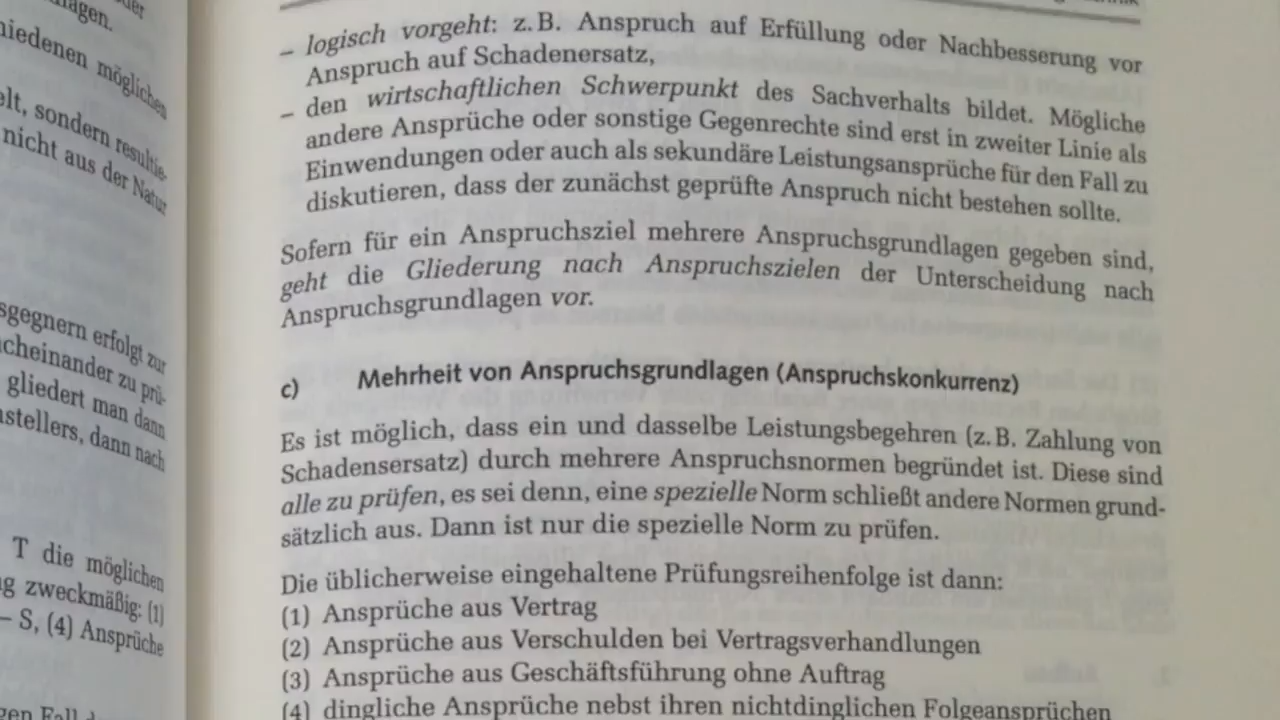 lagen.
hiedenen möglichen
elt, sondern resultie-
nicht aus der Natur
sgegnern erfolgt zur
cheinander zu prü-
gliedert man dann
nstellers, dann nach
T die möglichen
g zweckmäßig: (1)
– S, (4) Ansprüche
– logisch vorgeht: z. B. Anspruch auf Erfüllung oder Nachbesserung vor
Anspruch auf Schadenersatz,
– den wirtschaftlichen Schwerpunkt des Sachverhalts bildet. Mögliche
andere Ansprüche oder sonstige Gegenrechte sind erst in zweiter Linie als
Einwendungen oder auch als sekundäre Leistungsansprüche für den Fall zu
diskutieren, dass der zunächst geprüfte Anspruch nicht bestehen sollte.
Sofern für ein Anspruchsziel mehrere Anspruchsgrundlagen gegeben sind,
geht die Gliederung nach Anspruchszielen der Unterscheidung nach
Anspruchsgrundlagen vor.
c) Mehrheit von Anspruchsgrundlagen (Anspruchskonkurrenz)
Es ist möglich, dass ein und dasselbe Leistungsbegehren (z. B. Zahlung von
Schadensersatz) durch mehrere Anspruchsnormen begründet ist. Diese sind
alle zu prüfen, es sei denn, eine spezielle Norm schließt andere Normen grund-
sätzlich aus. Dann ist nur die spezielle Norm zu prüfen.
Die üblicherweise eingehaltene Prüfungsreihenfolge ist dann:
(1) Ansprüche aus Vertrag
(2) Ansprüche aus Verschulden bei Vertragsverhandlungen
(3) Ansprüche aus Geschäftsführung ohne Auftrag
(4) dingliche Ansprüche nebst ihren nichtdinglichen Folgeansprüchen